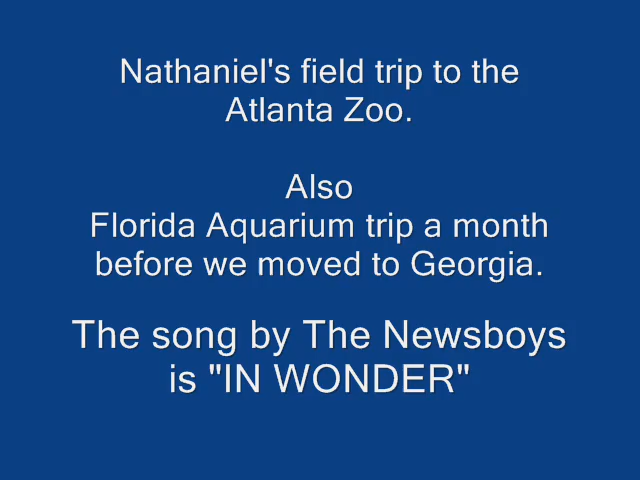 Nathaniel's field trip to the
Atlanta Zoo.
Also
Florida Aquarium trip a month
before we moved to Georgia.
The song by The Newsboys
is "IN WONDER"